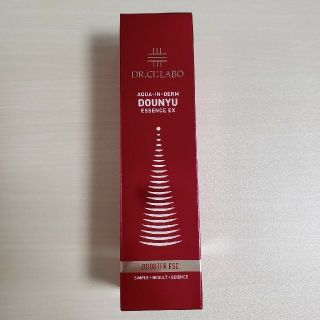 DR.CI:LABO
AQUA-IN-DERM
DOUNYU
ESSENCE EX
BOOSTER ESC
SIMPLE • RESULT • SCIENCE